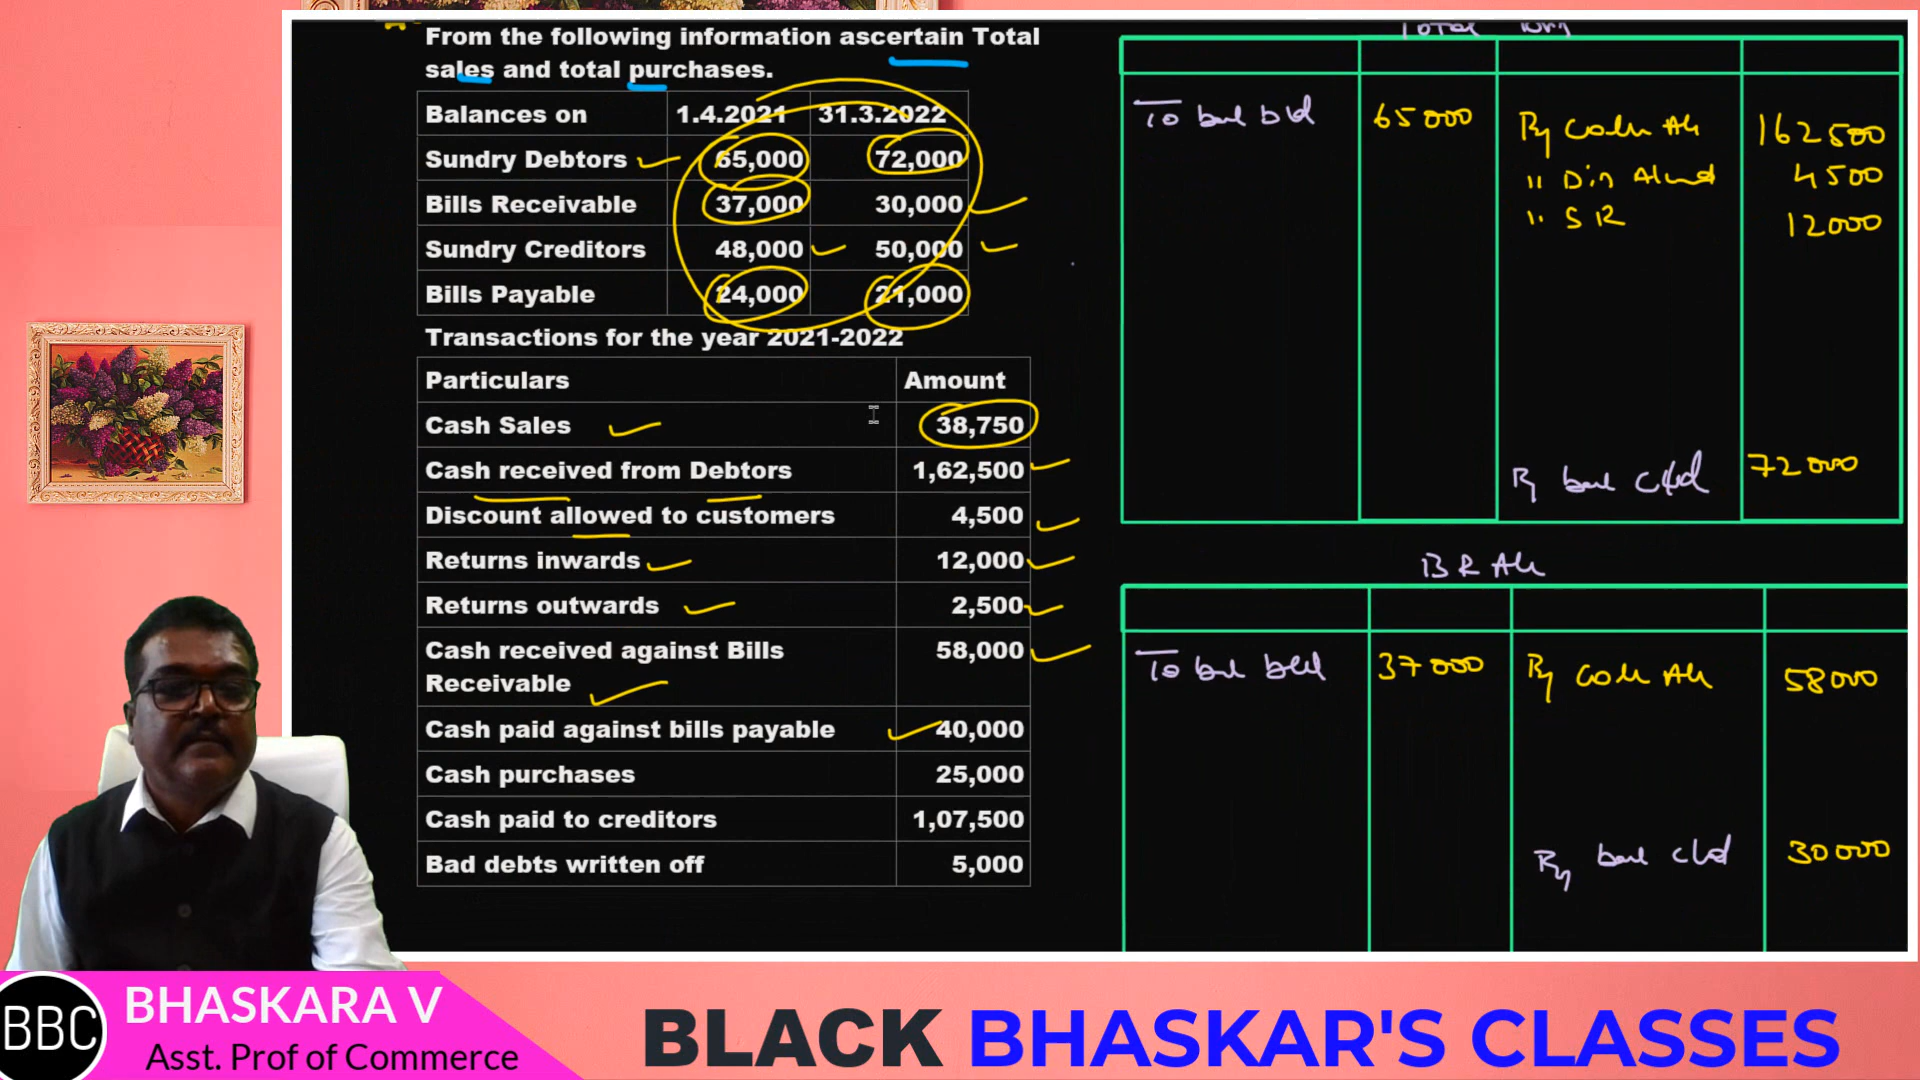 From the following information ascertain Total
sales and total purchases.
Balances on 1.4.2021 31.3.2022
Sundry Debtors 65,000 72,000
Bills Receivable 37,000 30,000
Sundry Creditors 48,000 50,000
Bills Payable 24,000 21,000
Transactions for the year 2021-2022
Particulars Amount
Cash Sales 38,750
Cash received from Debtors 1,62,500
Discount allowed to customers 4,500
Returns inwards 12,000
Returns outwards 2,500
Cash received against Bills 58,000
Receivable
Cash paid against bills payable 40,000
Cash purchases 25,000
Cash paid to creditors 1,07,500
Bad debts written off 5,000
Total
To bal b/d 65000 By Cash A/c 162500
" Dis Allowed 4500
" SR 12000
By bal c/d 72000
BR A/c
To bal b/d 37000 By Cash A/c 58000
By bal c/d 30000
BBC
BHASKARA V
Asst. Prof of Commerce
BLACK BHASKAR'S CLASSES